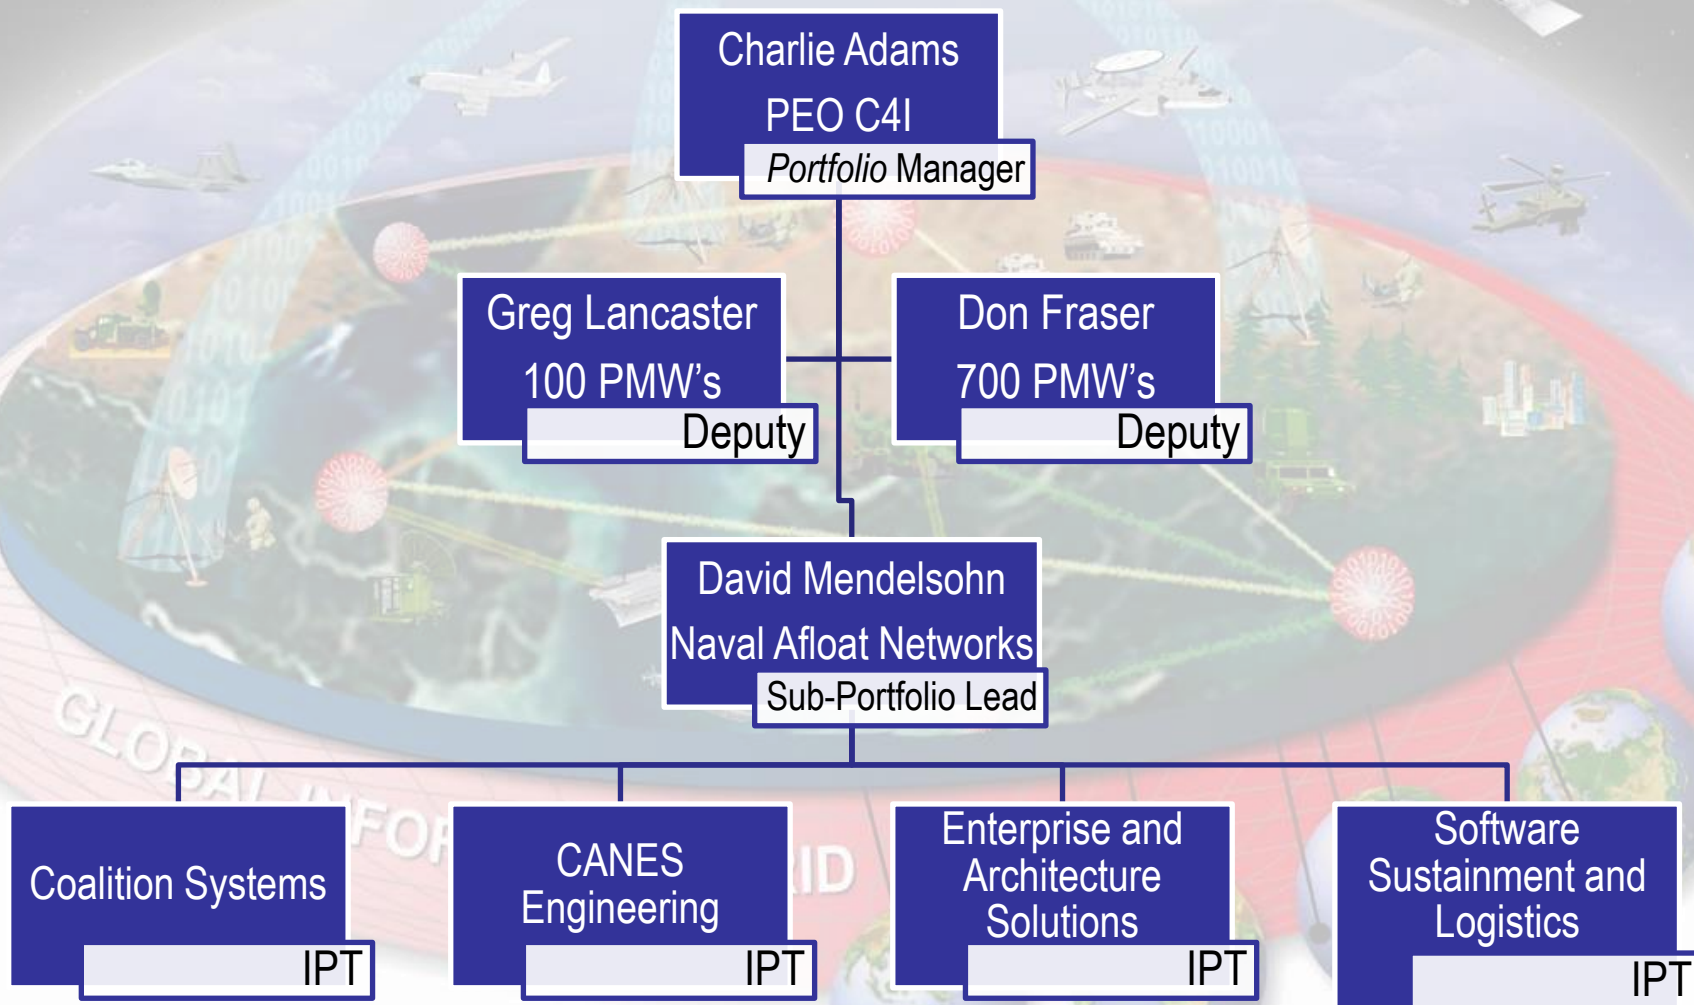 Charlie Adams
PEO C4I
Portfolio Manager
Greg Lancaster
100 PMW's
Deputy
Don Fraser
700 PMW's
Deputy
David Mendelsohn
Naval Afloat Networks
Sub-Portfolio Lead
Coalition Systems
IPT
CANES
Engineering
IPT
Enterprise and
Architecture
Solutions
IPT
Software
Sustainment and
Logistics
IPT
GLOBAL